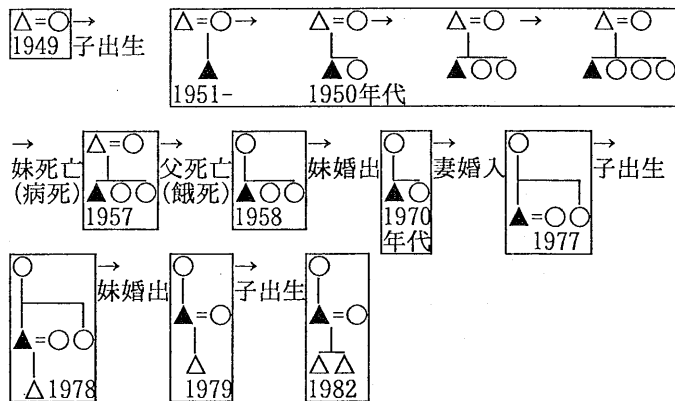 △=○→
1949 子出生
△=○→ △=○→ △=○ → △=○
▲ ▲○ ▲○○ ▲○○○
1951- 1950年代
→ △=○ → ○ → ○ → ○ →
妹死亡 父死亡 妹婚出 妻婚入 子出生
(病死) ▲○○ (餓死) ▲○○ ▲○ ▲=○○
1957 1958 1970 1977
年代
○ → ○ → ○
妹婚出 子出生
▲=○○ ▲=○ ▲=○
△1978 △ △△
1979 1982